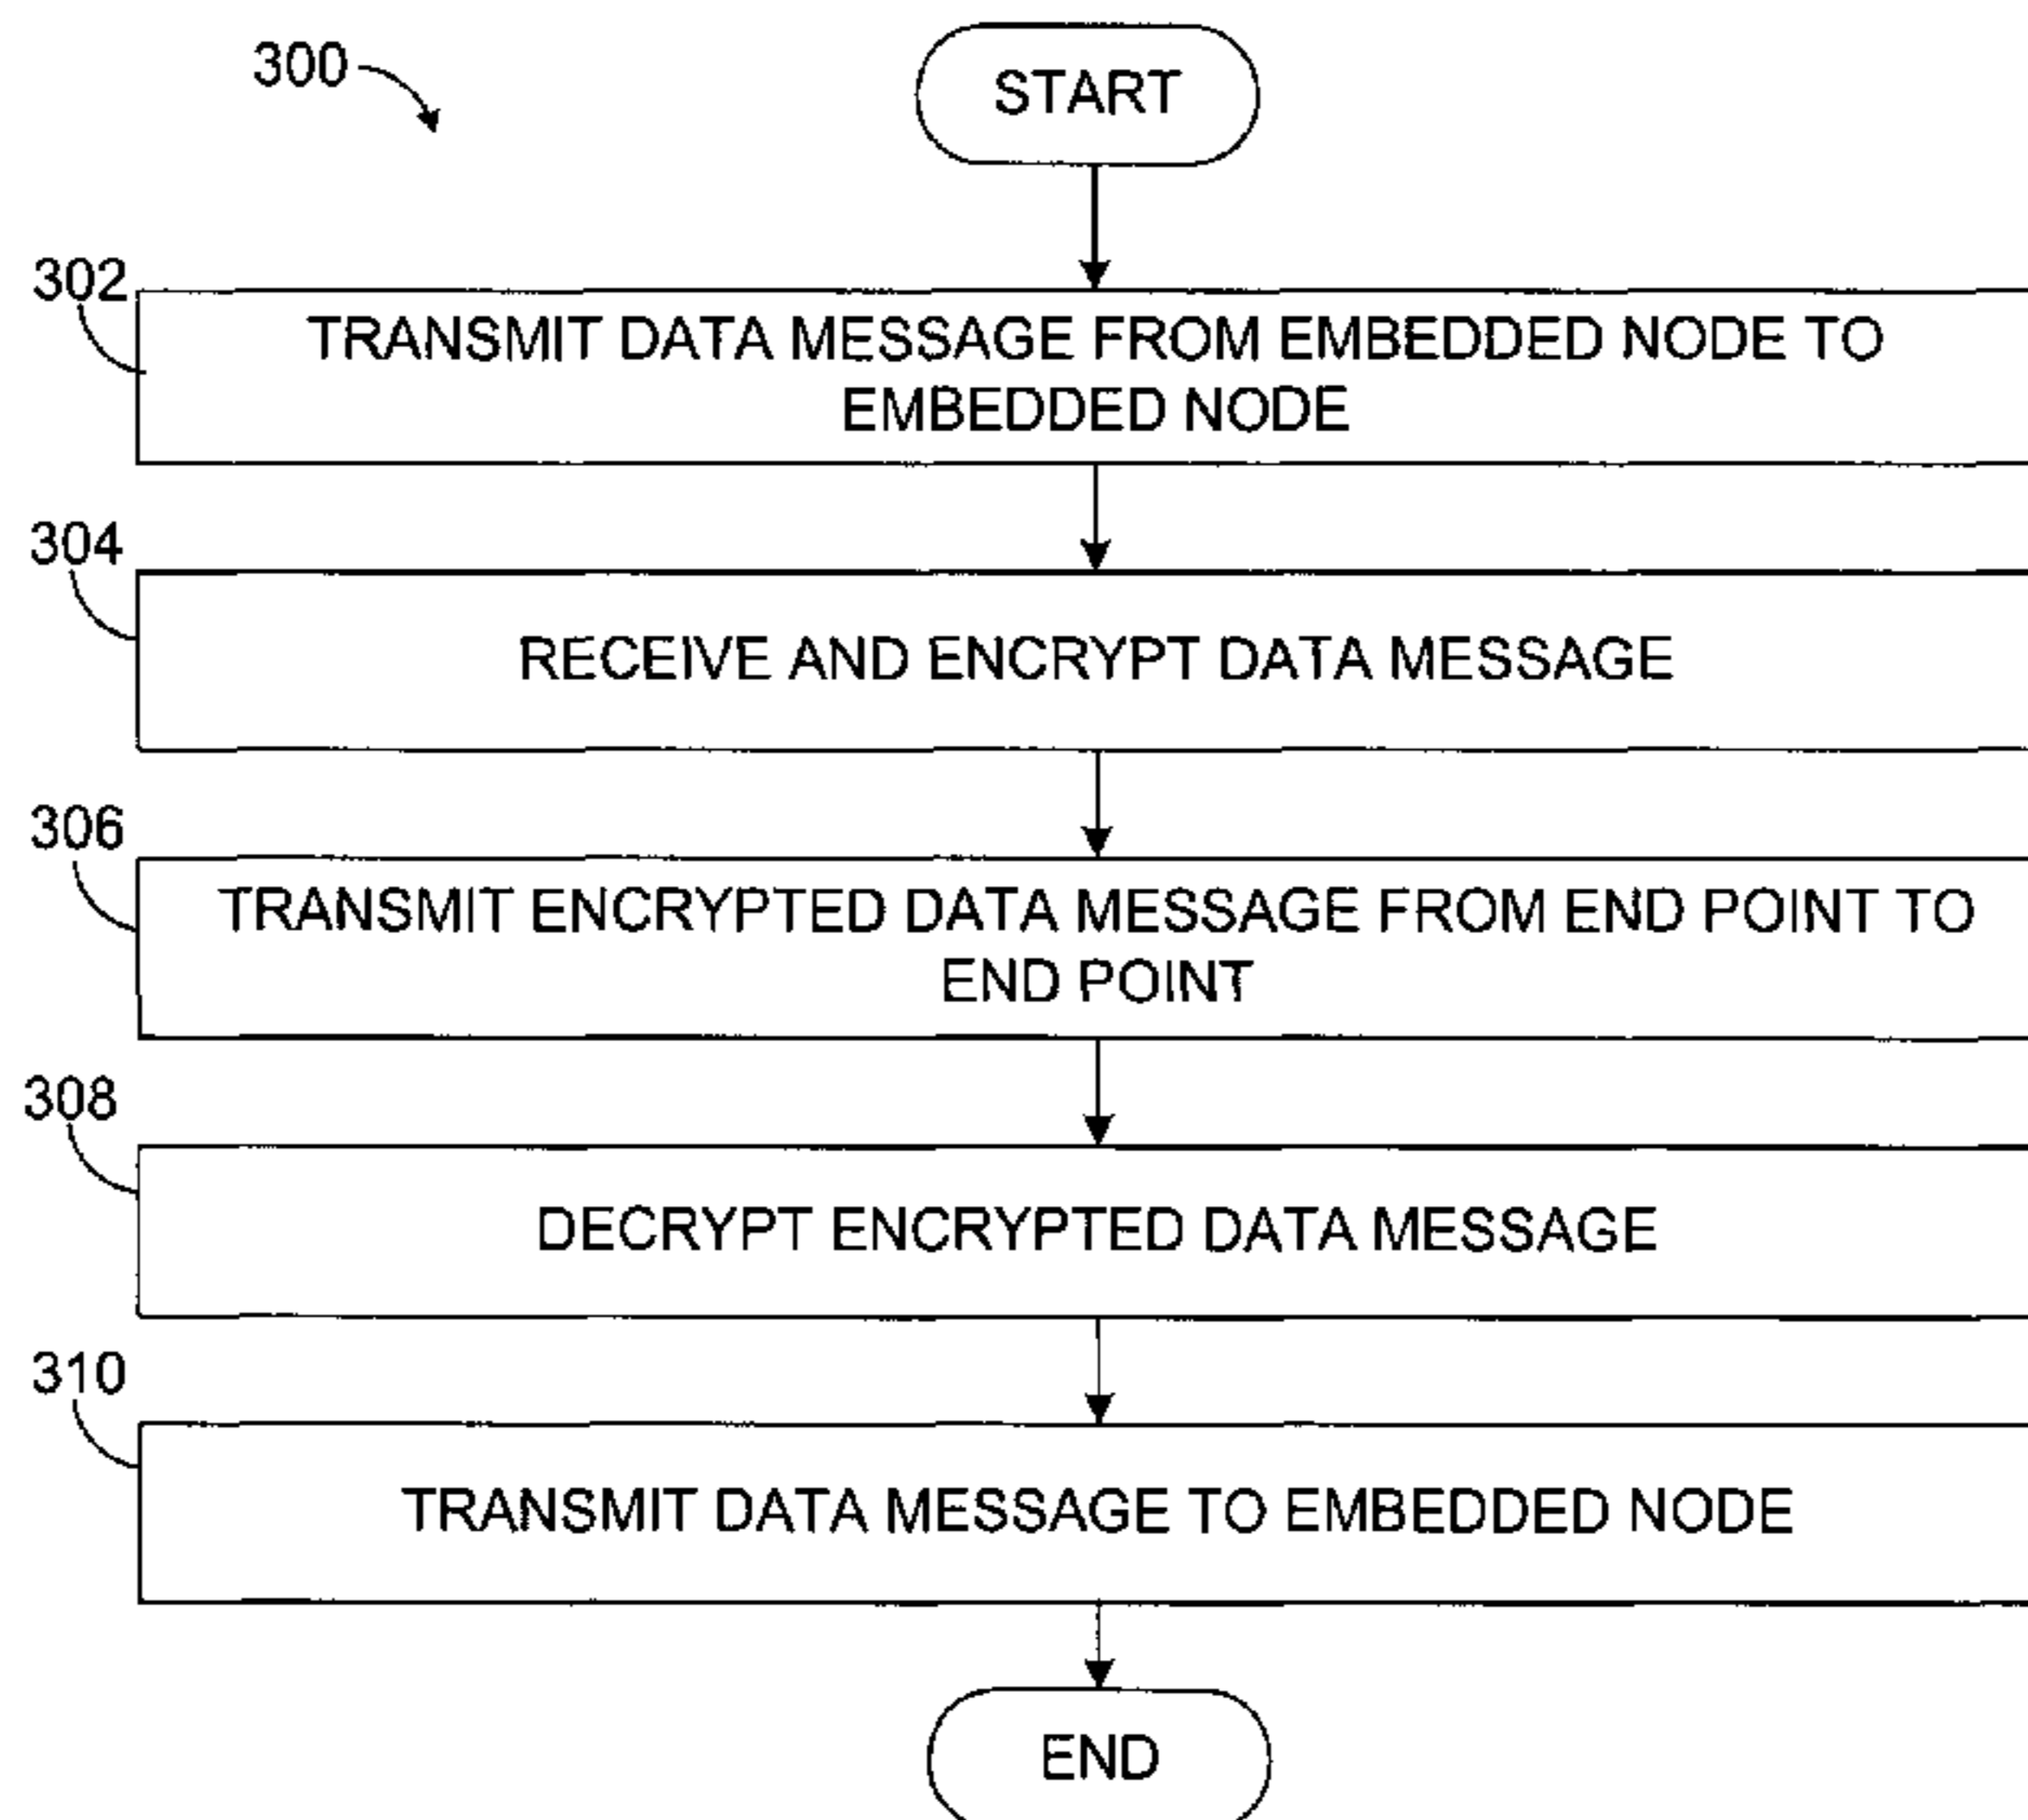 300
START
302
TRANSMIT DATA MESSAGE FROM EMBEDDED NODE TO
EMBEDDED NODE
304
RECEIVE AND ENCRYPT DATA MESSAGE
306
TRANSMIT ENCRYPTED DATA MESSAGE FROM END POINT TO
END POINT
308
DECRYPT ENCRYPTED DATA MESSAGE
310
TRANSMIT DATA MESSAGE TO EMBEDDED NODE
END